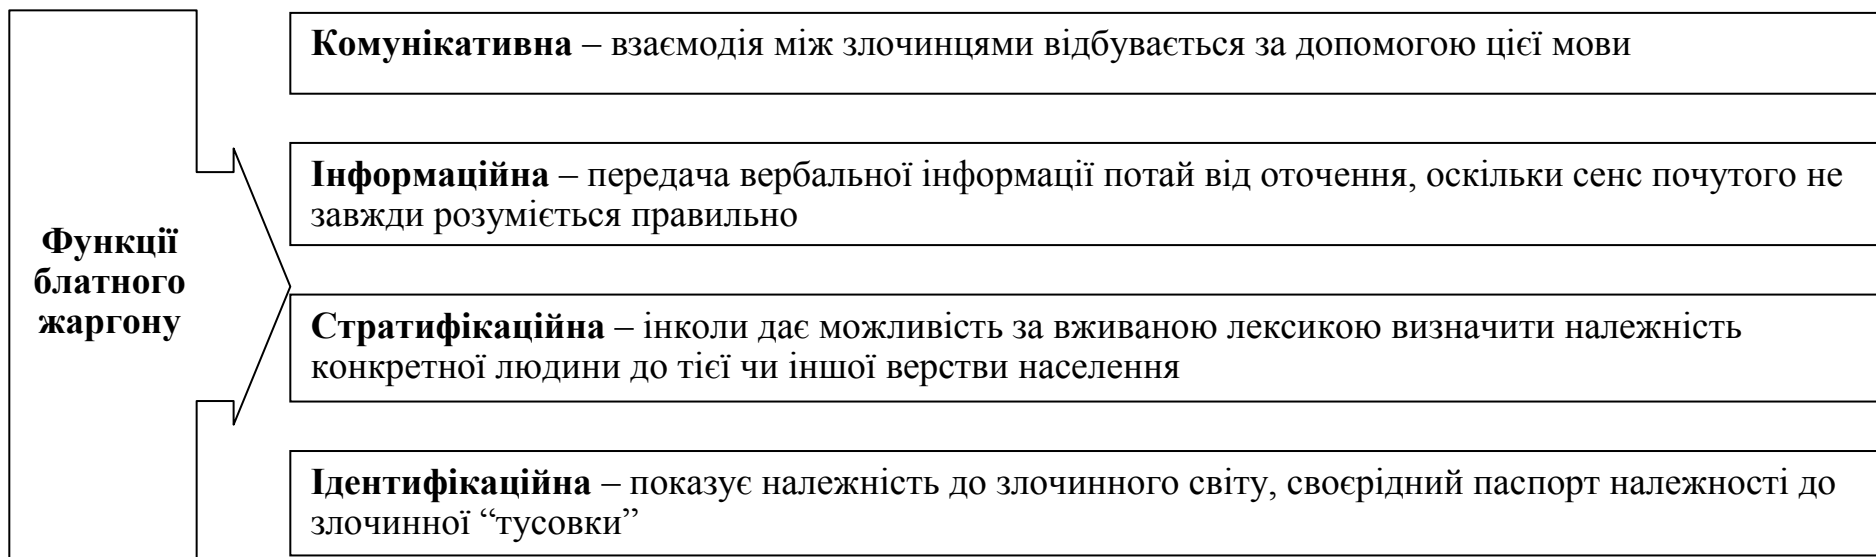 Функції
блатного
жаргону
Комунікативна – взаємодія між злочинцями відбувається за допомогою цієї мови
Інформаційна – передача вербальної інформації потай від оточення, оскільки сенс почутого не
завжди розуміється правильно
Стратифікаційна – інколи дає можливість за вживаною лексикою визначити належність
конкретної людини до тієї чи іншої верстви населення
Ідентифікаційна – показує належність до злочинного світу, своєрідний паспорт належності до
злочинної “тусовки”